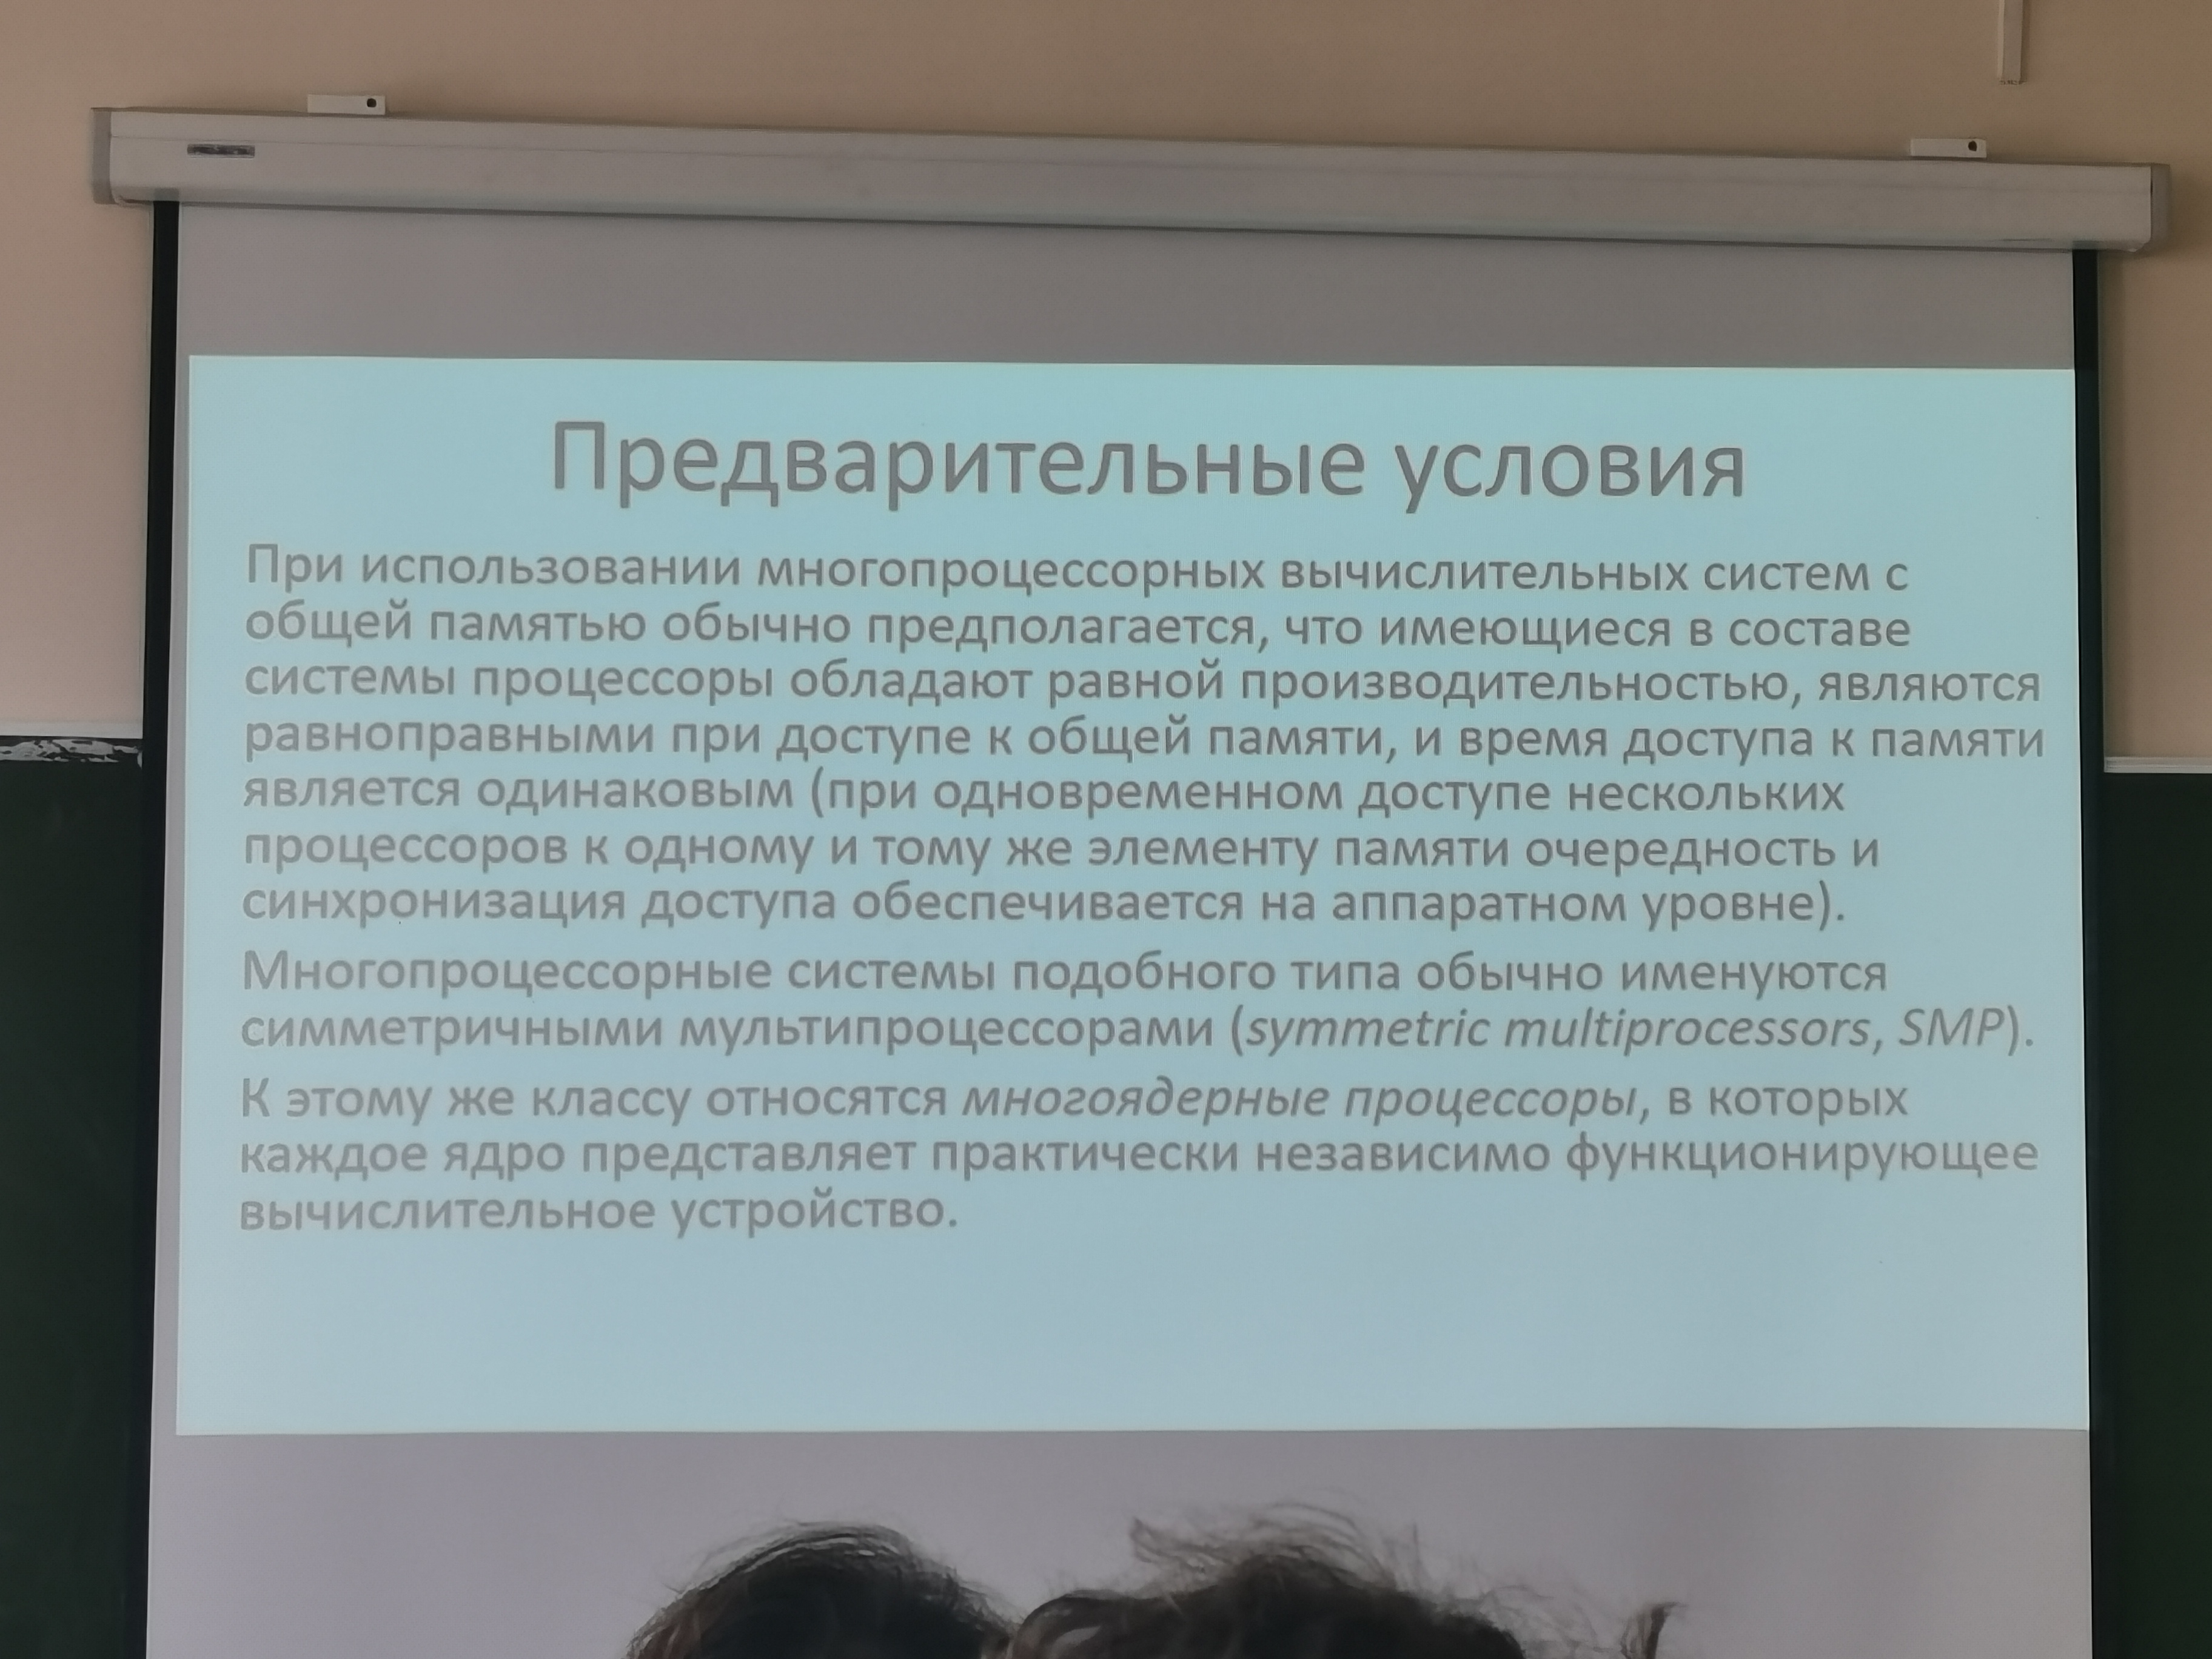 Предварительные условия
При использовании многопроцессорных вычислительных систем с
общей памятью обычно предполагается, что имеющиеся в составе
системы процессоры обладают равной производительностью, являются
равноправными при доступе к общей памяти, и время доступа к памяти
является одинаковым (при одновременном доступе нескольких
процессоров к одному и тому же элементу памяти очередность и
синхронизация доступа обеспечивается на аппаратном уровне).
Многопроцессорные системы подобного типа обычно именуются
симметричными мультипроцессорами (symmetric multiprocessors, SMP).
К этому же классу относятся многоядерные процессоры, в которых
каждое ядро представляет практически независимо функционирующее
вычислительное устройство.